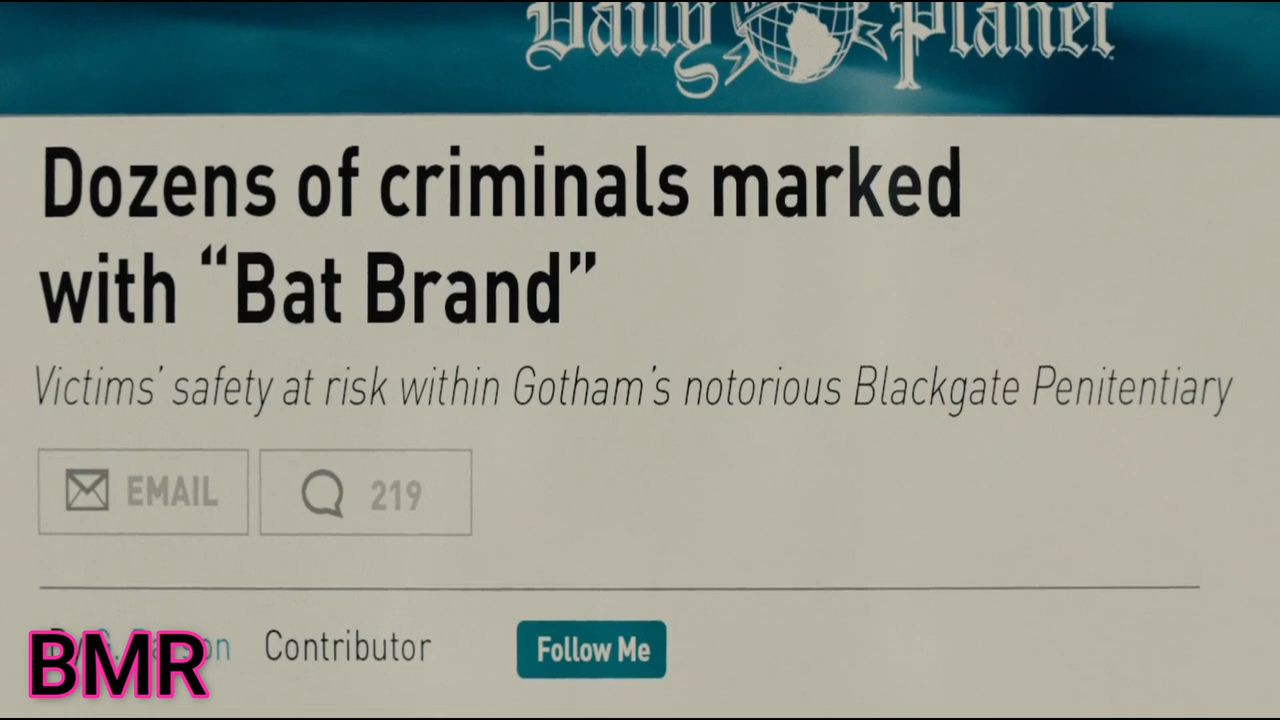 Daily Planet
Dozens of criminals marked
with “Bat Brand”
Victims’ safety at risk within Gotham’s notorious Blackgate Penitentiary
EMAIL 219
By Contributor Follow Me
BMR